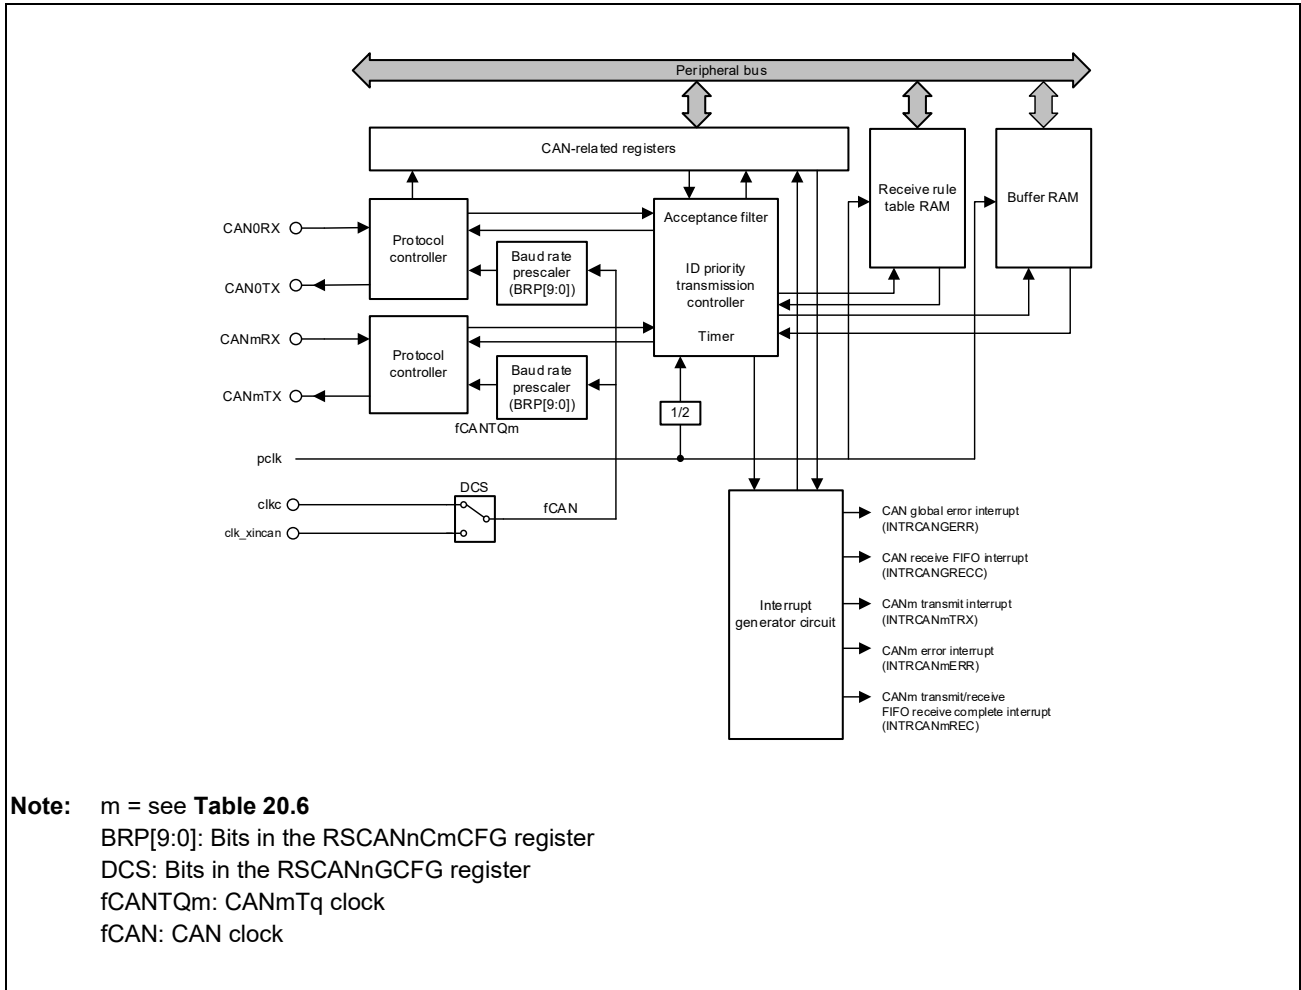 Peripheral bus
CAN-related registers
Receive rule
table RAM
Buffer RAM
CAN0RX
CAN0TX
Protocol
controller
Baud rate
prescaler
(BRP[9:0])
Acceptance filter
ID priority
transmission
controller
Timer
CANmRX
CANmTX
Protocol
controller
Baud rate
prescaler
(BRP[9:0])
fCANTQm
1/2
pclk
clkc
clk_xincan
DCS
fCAN
Interrupt
generator circuit
CAN global error interrupt
(INTRCANGERR)
CAN receive FIFO interrupt
(INTRCANGRECC)
CANm transmit interrupt
(INTRCANmTRX)
CANm error interrupt
(INTRCANmERR)
CANm transmit/receive
FIFO receive complete interrupt
(INTRCANmREC)
Note: m = see Table 20.6
BRP[9:0]: Bits in the RSCANnCmCFG register
DCS: Bits in the RSCANnGCFG register
fCANTQm: CANmTq clock
fCAN: CAN clock